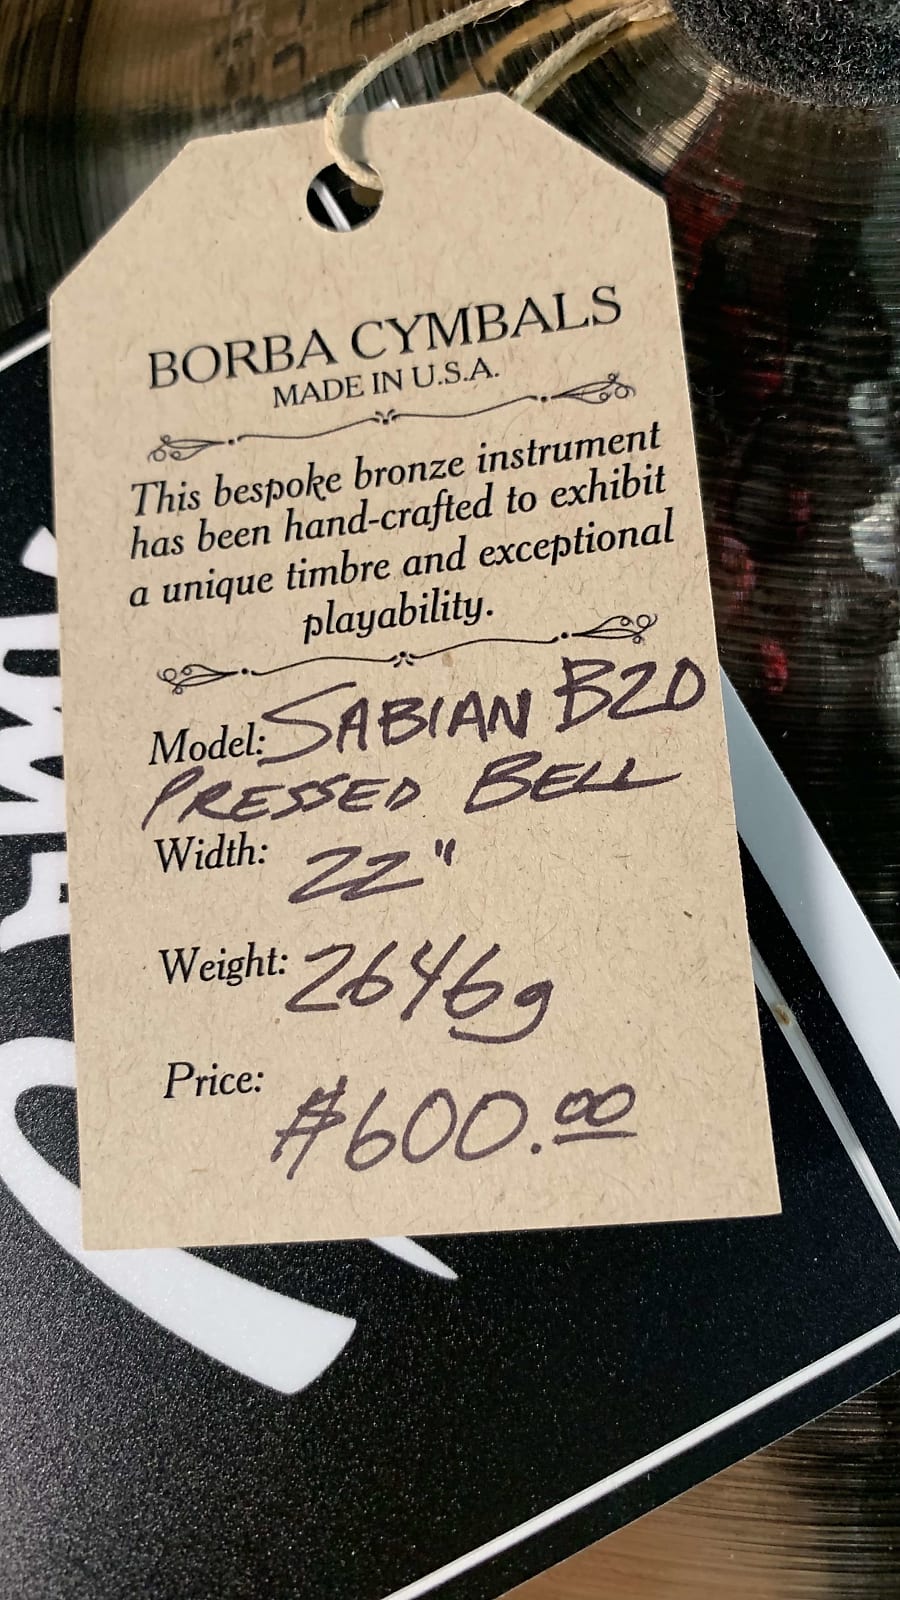 BORBA CYMBALS
MADE IN U.S.A.
This bespoke bronze instrument
has been hand-crafted to exhibit
a unique timbre and exceptional
playability.
Model: SABIAN B20
PRESSED BELL
Width: 22"
Weight: 2646g
Price: $600.00